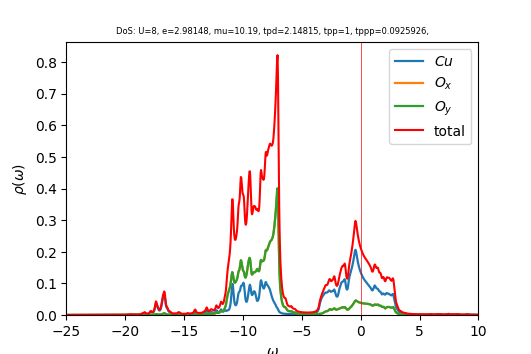 DoS: U=8, e=2.98148, mu=10.19, tpd=2.14815, tpp=1, tppp=0.0925926,
ρ(ω)
0.8
0.7
0.6
0.5
0.4
0.3
0.2
0.1
0.0
Cu
O_x
O_y
total
−25 −20 −15 −10 −5 0 5 10
ω